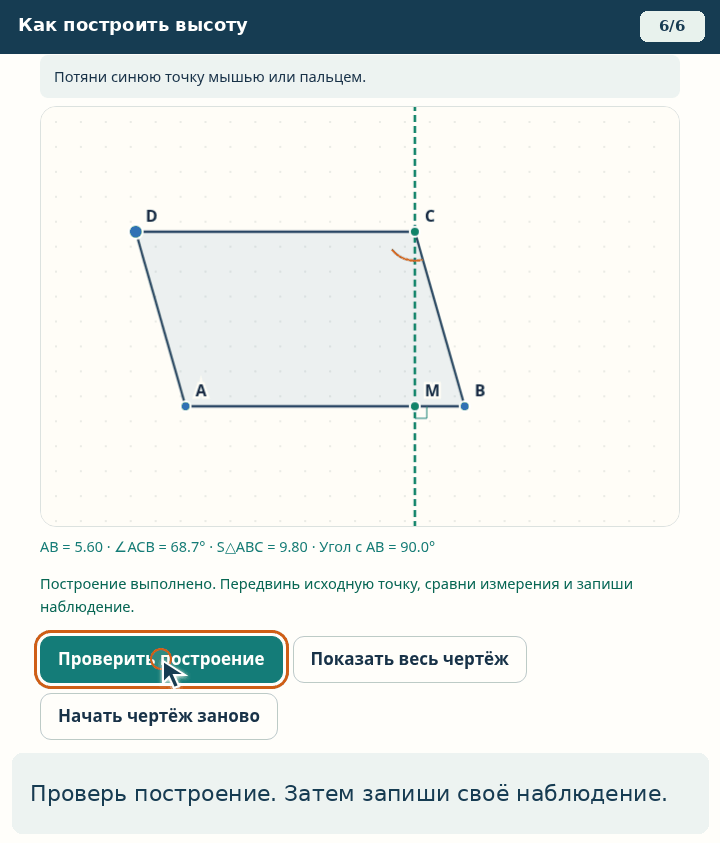 Как построить высоту
6/6
Потяни синюю точку мышью или пальцем.
D
C
A
M
B
AB = 5.60 · ∠ACB = 68.7° · S△ABC = 9.80 · Угол с AB = 90.0°
Построение выполнено. Передвинь исходную точку, сравни измерения и запиши
наблюдение.
Проверить построение
Показать весь чертёж
Начать чертёж заново
Проверь построение. Затем запиши своё наблюдение.